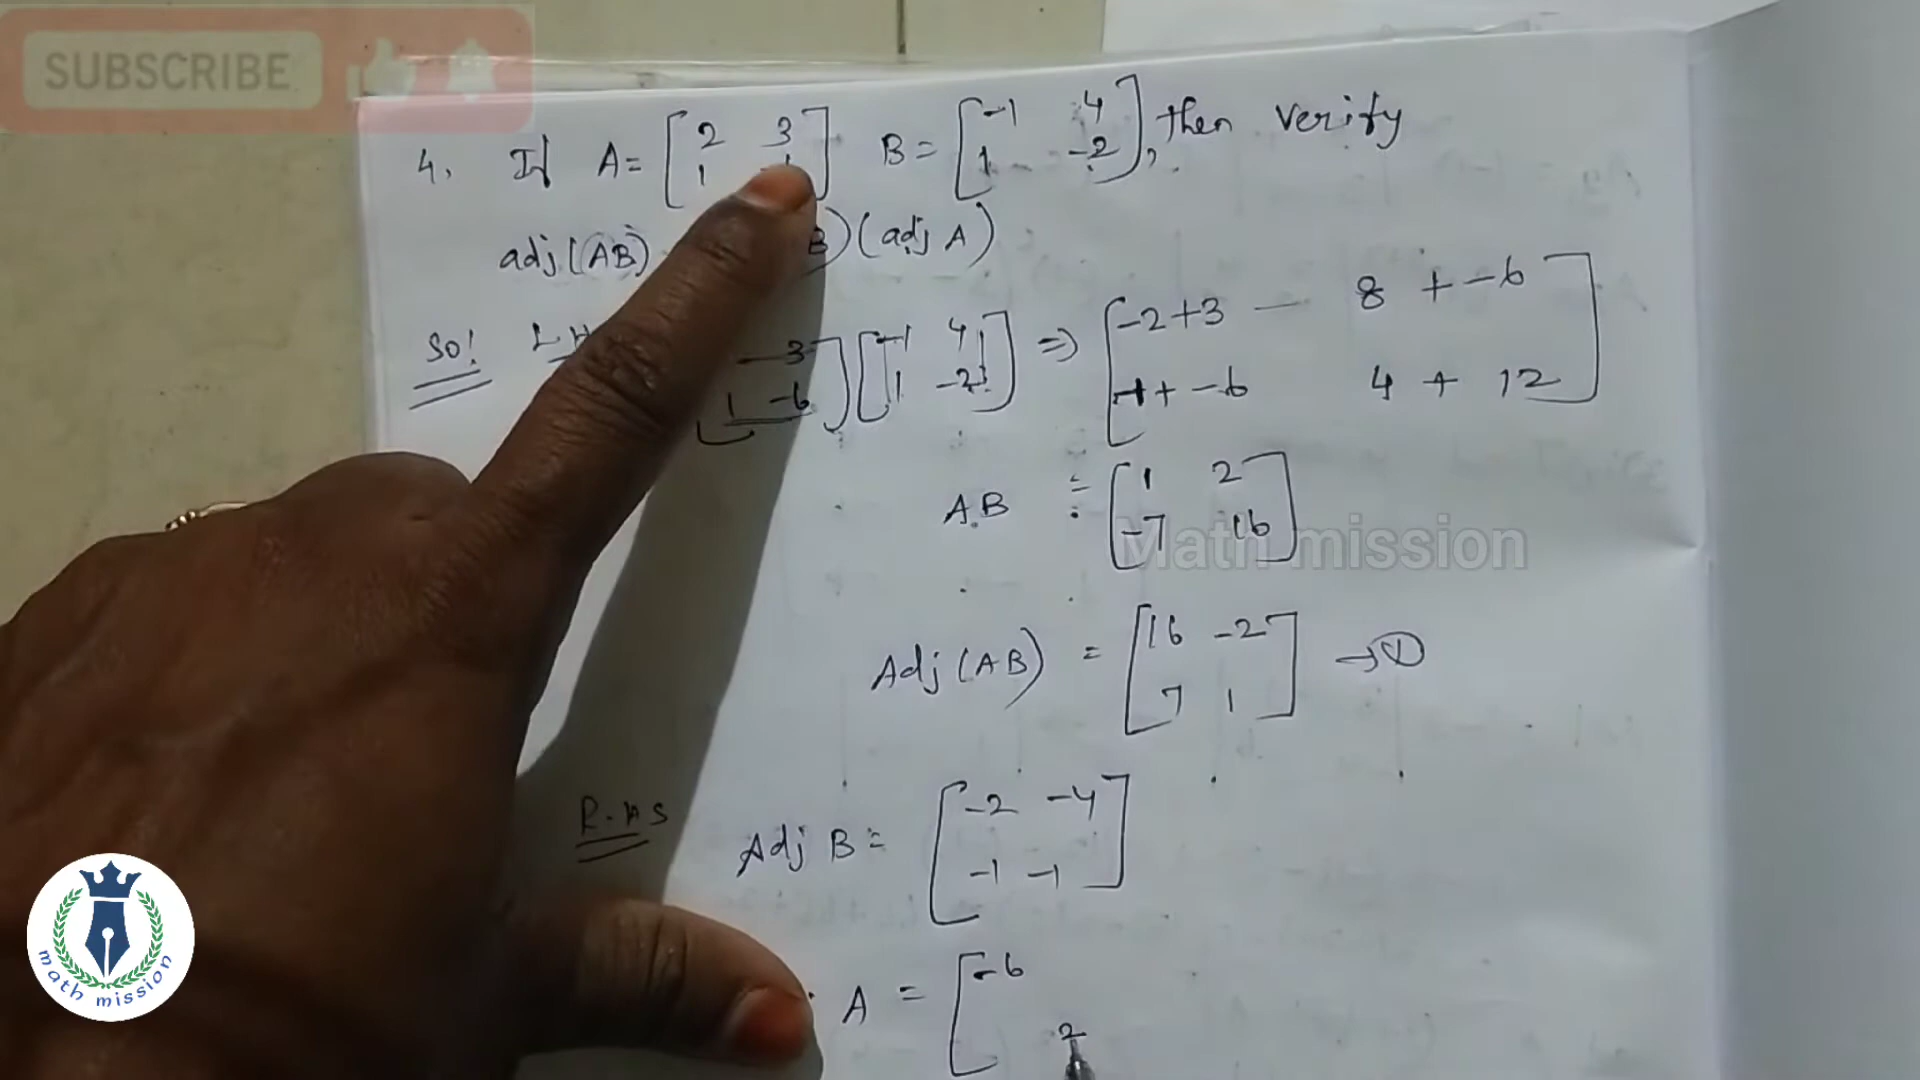 SUBSCRIBE
4. If A = [ 2 3 ] B = [ -1 4 ] , then verify
1 1 -2
adj (AB) B) (adj A)
So! L.H
-3 ] [ -1 4 ] => [ -2+3 - 8 + -6 ]
1 -6 1 -2 -1+ -6 4 + 12
AB = [ 1 2 ]
-7 16
Math mission
Adj (AB) = [ 16 -2 ] → ①
7 1
R.H.S Adj B = [ -2 -4 ]
-1 -1
A = [ -6
2
math mission